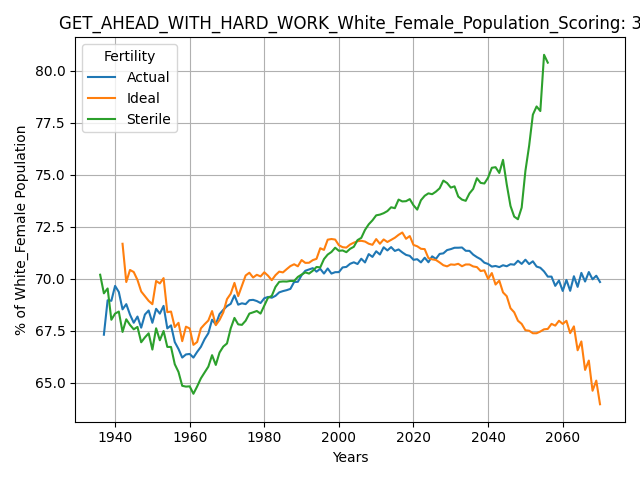 GET_AHEAD_WITH_HARD_WORK_White_Female_Population_Scoring: 3
Fertility
Actual
Ideal
Sterile
% of White_Female Population
80.0
77.5
75.0
72.5
70.0
67.5
65.0
1940 1960 1980 2000 2020 2040 2060
Years